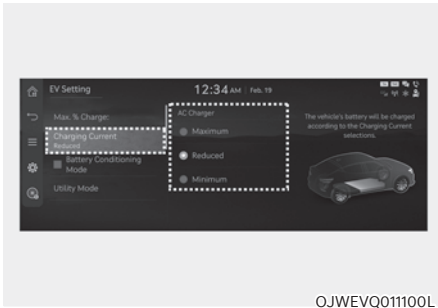 EV Setting
12:34 AM Feb. 19
Max. % Charge:
Charging Current
Reduced
Battery Conditioning
Mode
Utility Mode
AC Charger
Maximum
Reduced
Minimum
The vehicle's battery will be charged
according to the Charging Current
selections.
OJWEVQ011100L